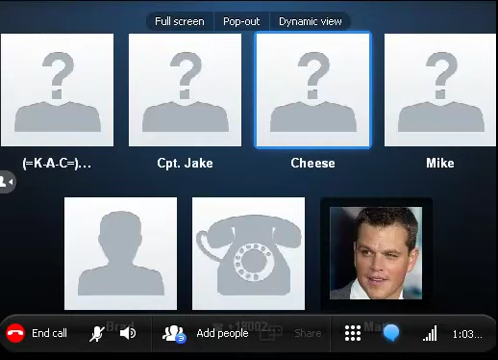 Full screen Pop-out Dynamic view
(=K-A-C=)... Cpt. Jake Cheese Mike
End call Add people Share 1:03...